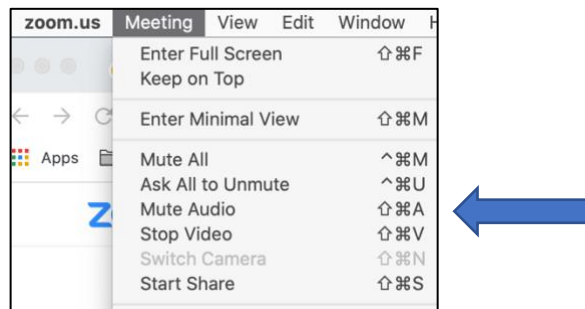 zoom.us Meeting View Edit Window
Enter Full Screen ⇧⌘F
Keep on Top
Enter Minimal View ⇧⌘M
Apps
Mute All ^⌘M
Ask All to Unmute ^⌘U
Mute Audio ⇧⌘A
Stop Video ⇧⌘V
Switch Camera ⇧⌘N
Start Share ⇧⌘S